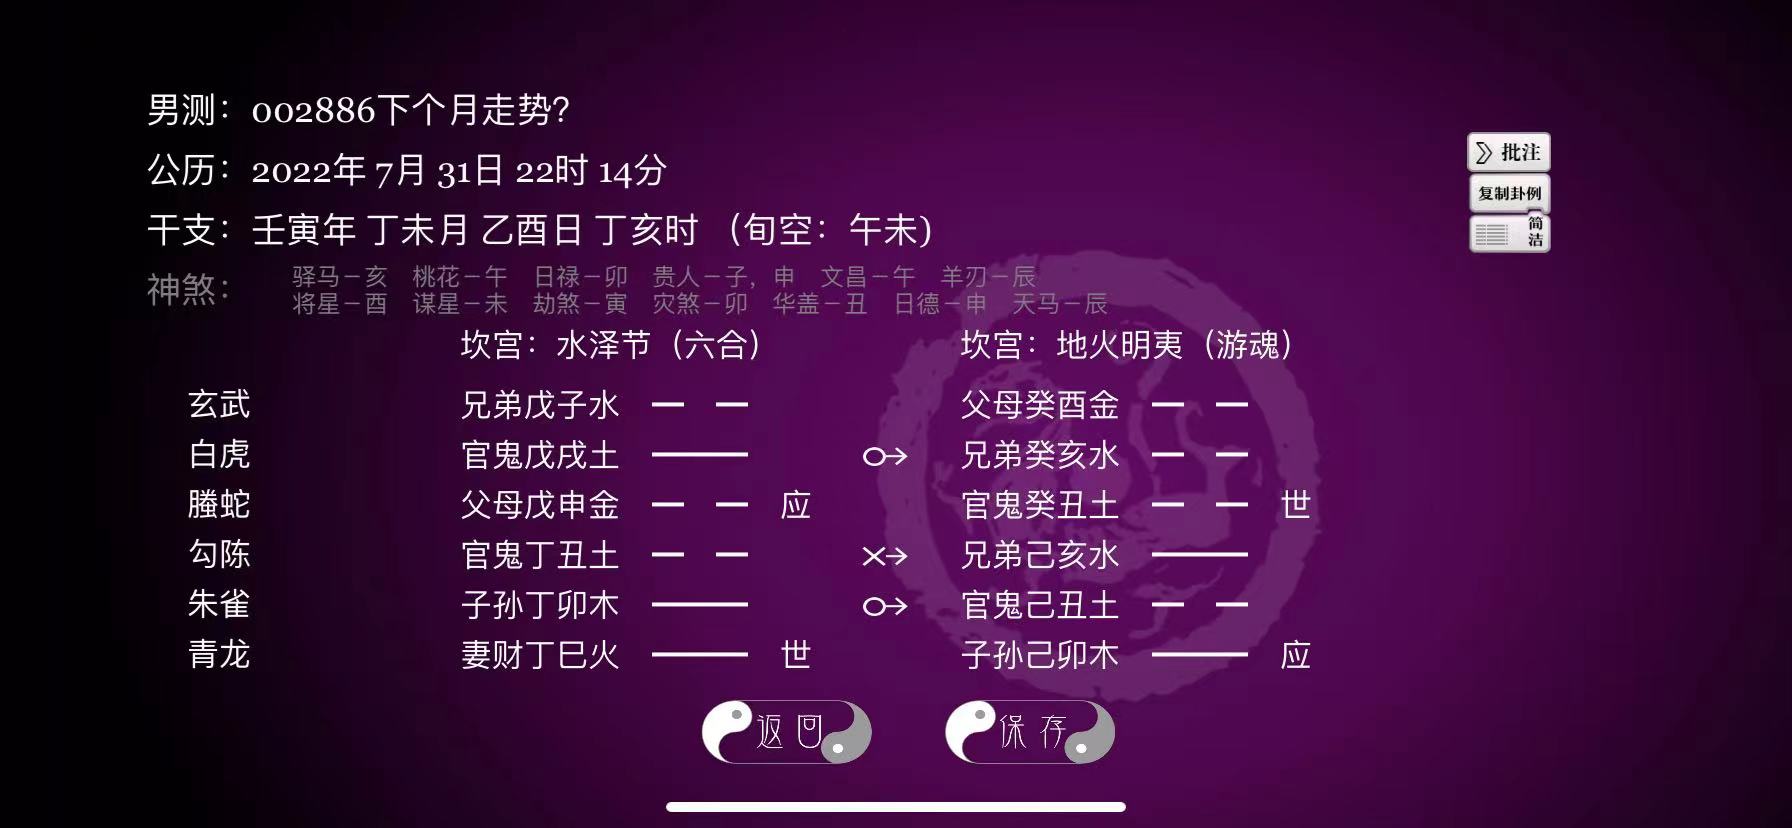 男测：002886下个月走势？
公历：2022年 7月 31日 22时 14分
干支：壬寅年 丁未月 乙酉日 丁亥时 （旬空：午未）
神煞： 驿马－亥 桃花－午 日禄－卯 贵人－子，申 文昌－午 羊刃－辰
将星－酉 谋星－未 劫煞－寅 灾煞－卯 华盖－丑 日德－申 天马－辰
批注
复制卦例
简洁
坎宫：水泽节（六合） 坎宫：地火明夷（游魂）
玄武 兄弟戊子水 父母癸酉金
白虎 官鬼戊戌土 兄弟癸亥水
螣蛇 父母戊申金 应 官鬼癸丑土 世
勾陈 官鬼丁丑土 兄弟己亥水
朱雀 子孙丁卯木 官鬼己丑土
青龙 妻财丁巳火 世 子孙己卯木 应
返回 保存